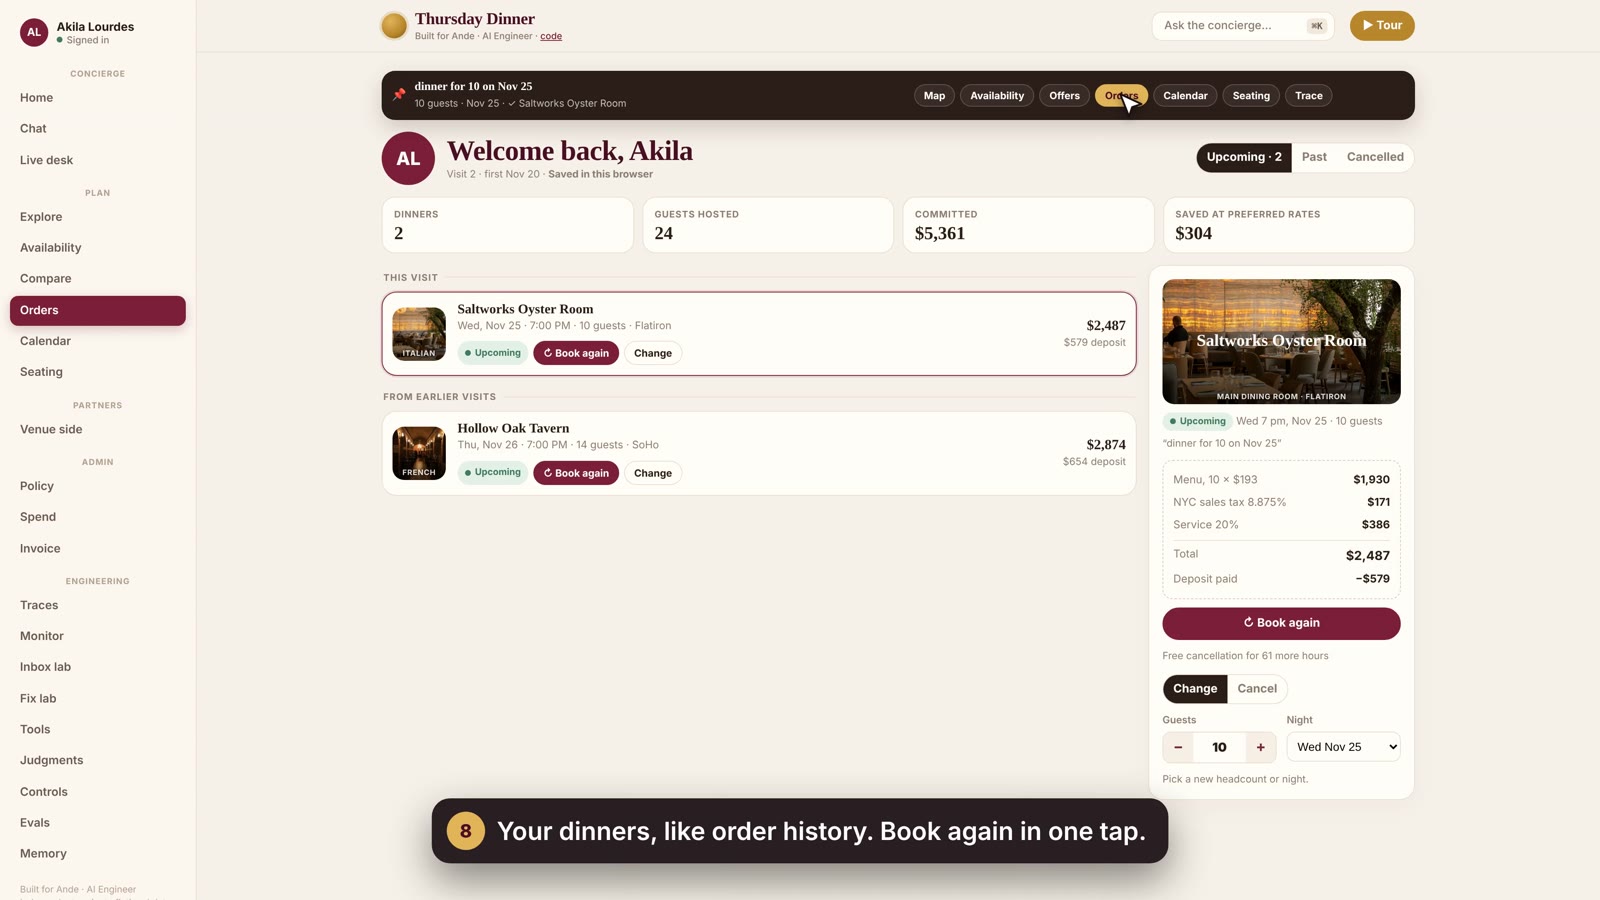 AL
Akila Lourdes
Signed in
CONCIERGE
Home
Chat
Live desk
PLAN
Explore
Availability
Compare
Orders
Calendar
Seating
PARTNERS
Venue side
ADMIN
Policy
Spend
Invoice
ENGINEERING
Traces
Monitor
Inbox lab
Fix lab
Tools
Judgments
Controls
Evals
Memory
Built for Ande · AI Engineer
Thursday Dinner
Built for Ande · AI Engineer · code
Ask the concierge... ⌘K
▶ Tour
dinner for 10 on Nov 25
10 guests · Nov 25 · ✓ Saltworks Oyster Room
Map Availability Offers Orders Calendar Seating Trace
AL
Welcome back, Akila
Visit 2 · first Nov 20 · Saved in this browser
Upcoming · 2 Past Cancelled
DINNERS
2
GUESTS HOSTED
24
COMMITTED
$5,361
SAVED AT PREFERRED RATES
$304
THIS VISIT
ITALIAN
Saltworks Oyster Room
Wed, Nov 25 · 7:00 PM · 10 guests · Flatiron
Upcoming ↻ Book again Change
$2,487
$579 deposit
FROM EARLIER VISITS
FRENCH
Hollow Oak Tavern
Thu, Nov 26 · 7:00 PM · 14 guests · SoHo
Upcoming ↻ Book again Change
$2,874
$654 deposit
Saltworks Oyster Room
MAIN DINING ROOM · FLATIRON
Upcoming Wed 7 pm, Nov 25 · 10 guests
“dinner for 10 on Nov 25”
Menu, 10 × $193 $1,930
NYC sales tax 8.875% $171
Service 20% $386
Total $2,487
Deposit paid −$579
↻ Book again
Free cancellation for 61 more hours
Change Cancel
Guests Night
− 10 + Wed Nov 25
Pick a new headcount or night.
8 Your dinners, like order history. Book again in one tap.